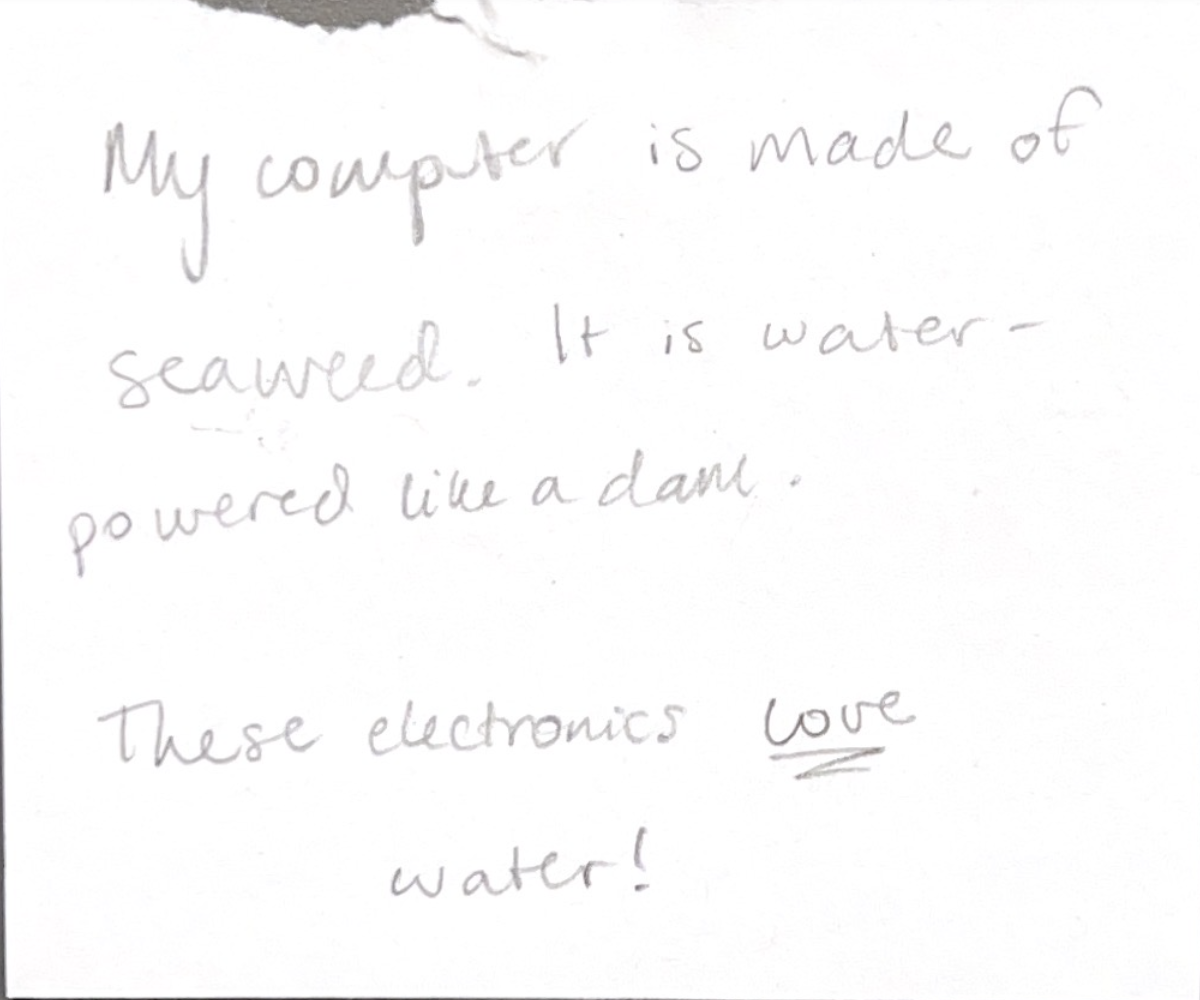 My computer is made of
seaweed. It is water-
powered like a dam.
These electronics love
water!